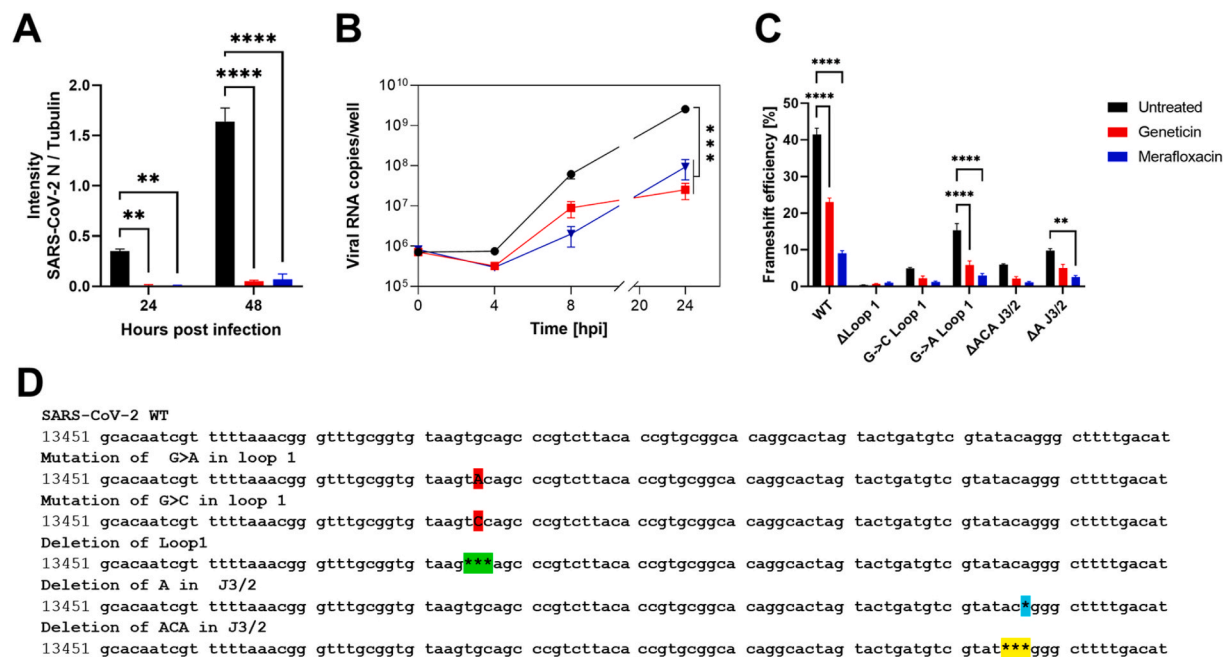 A
B
C
Intensity
SARS-CoV-2 N / Tubulin
2.0
1.5
1.0
0.5
0.0
**
**
****
****
24
48
Hours post infection
Viral RNA copies/well
10^10
10^9
10^8
10^7
10^6
10^5
***
0
4
8
20
24
Time [hpi]
Frameshift efficiency [%]
50
40
30
20
10
0
****
****
****
****
**
WT
ΔLoop 1
G->C Loop 1
G->A Loop 1
ΔACA J3/2
ΔA J3/2
Untreated
Geneticin
Merafloxacin
D
SARS-CoV-2 WT
13451 gcacaatcgt ttttaaacgg gtttgcggtg taagtgcagc ccgtcttaca ccgtgcggca caggcactag tactgatgtc gtatacaggg cttttgacat
Mutation of G>A in loop 1
13451 gcacaatcgt ttttaaacgg gtttgcggtg taagtAcagc ccgtcttaca ccgtgcggca caggcactag tactgatgtc gtatacaggg cttttgacat
Mutation of G>C in loop 1
13451 gcacaatcgt ttttaaacgg gtttgcggtg taagtCcagc ccgtcttaca ccgtgcggca caggcactag tactgatgtc gtatacaggg cttttgacat
Deletion of Loop1
13451 gcacaatcgt ttttaaacgg gtttgcggtg taag***agc ccgtcttaca ccgtgcggca caggcactag tactgatgtc gtatacaggg cttttgacat
Deletion of A in J3/2
13451 gcacaatcgt ttttaaacgg gtttgcggtg taagtgcagc ccgtcttaca ccgtgcggca caggcactag tactgatgtc gtatac*ggg cttttgacat
Deletion of ACA in J3/2
13451 gcacaatcgt ttttaaacgg gtttgcggtg taagtgcagc ccgtcttaca ccgtgcggca caggcactag tactgatgtc gtat***ggg cttttgacat